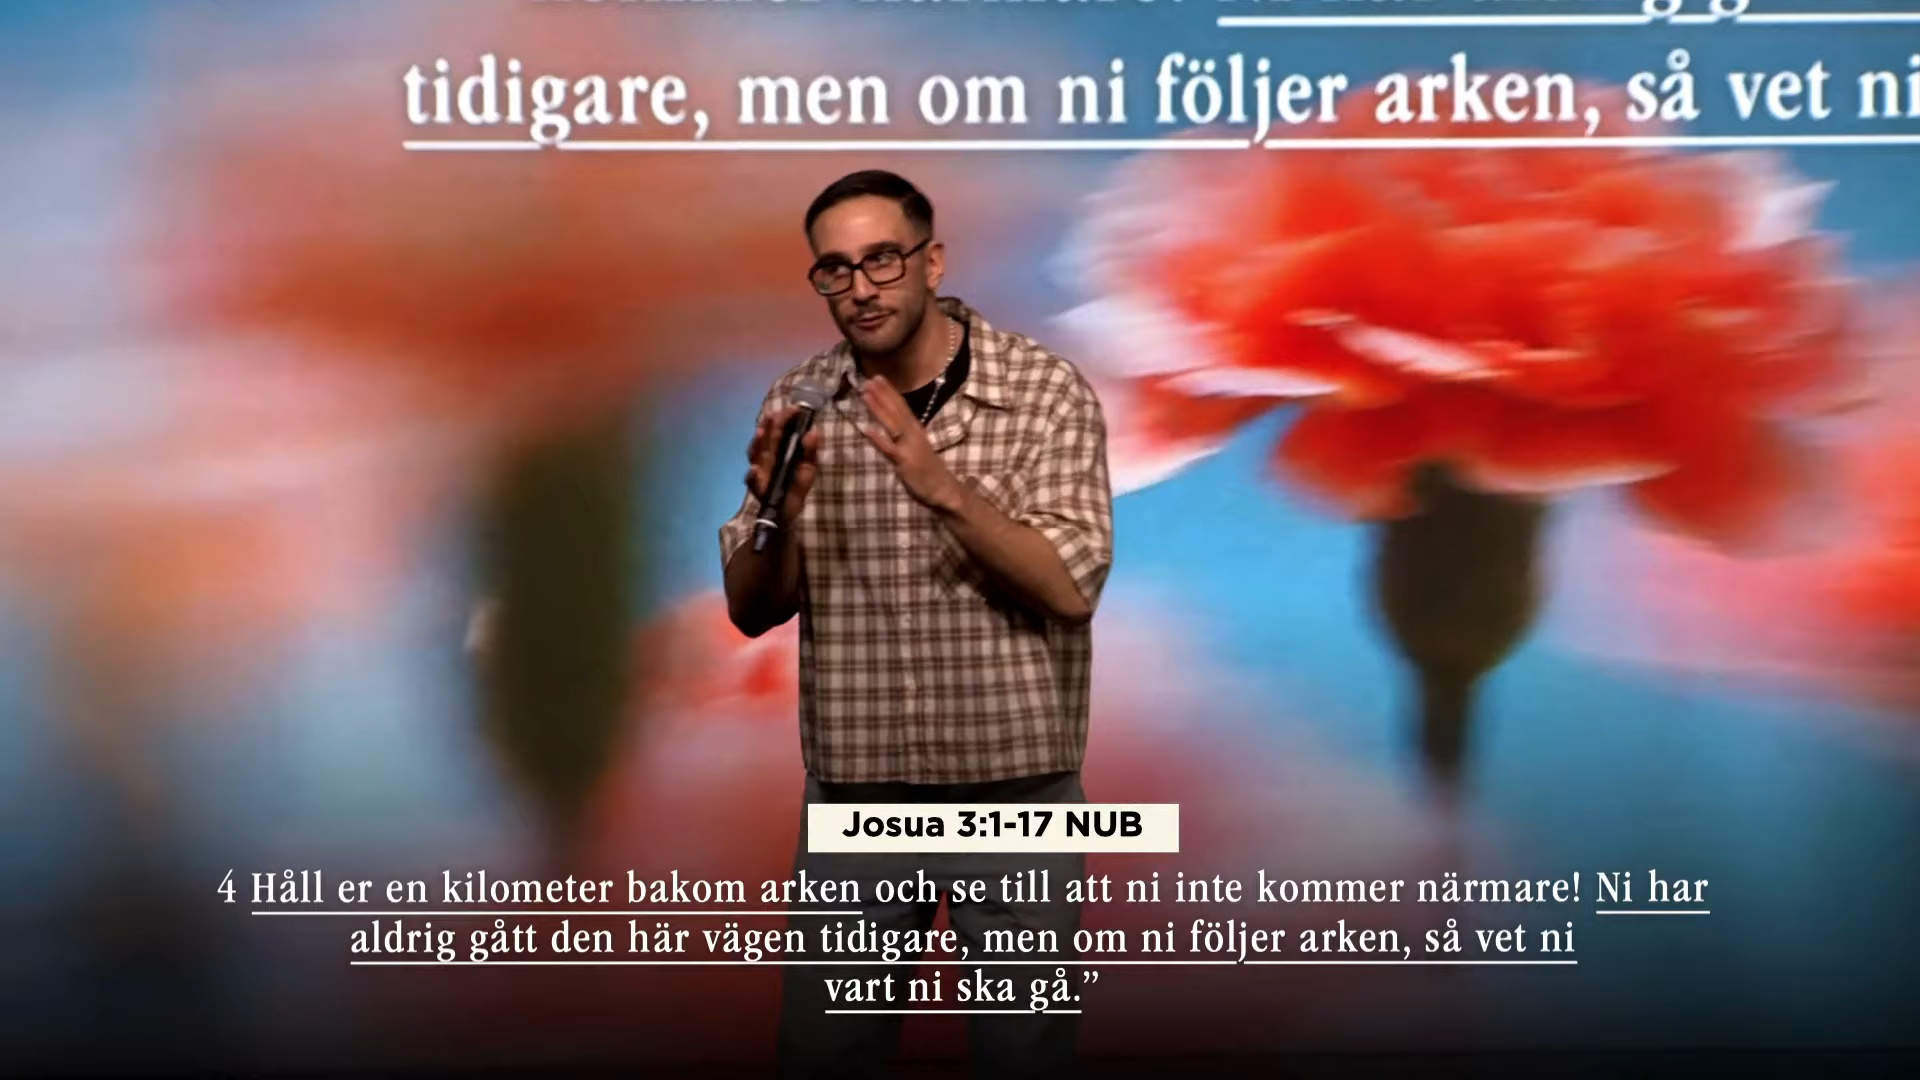 tidigare, men om ni följer arken, så vet ni
Josua 3:1-17 NUB
4 Håll er en kilometer bakom arken och se till att ni inte kommer närmare! Ni har
aldrig gått den här vägen tidigare, men om ni följer arken, så vet ni
vart ni ska gå.”